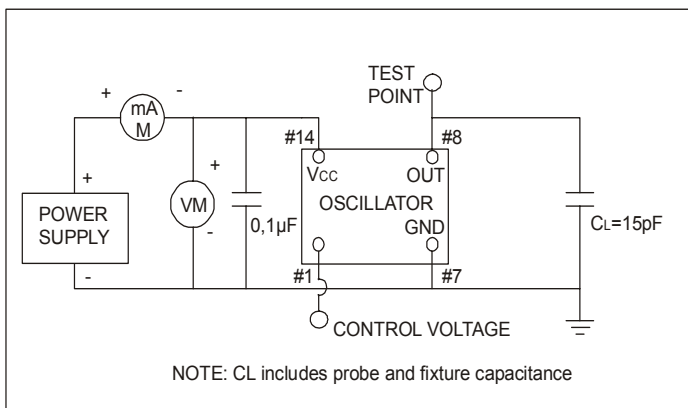 TEST
POINT
+ -
mA
M
#14 #8
+ + Vcc OUT
POWER
SUPPLY
VM
0,1µF
OSCILLATOR
CL=15pF
- GND
- #1 #7
CONTROL VOLTAGE
NOTE: CL includes probe and fixture capacitance